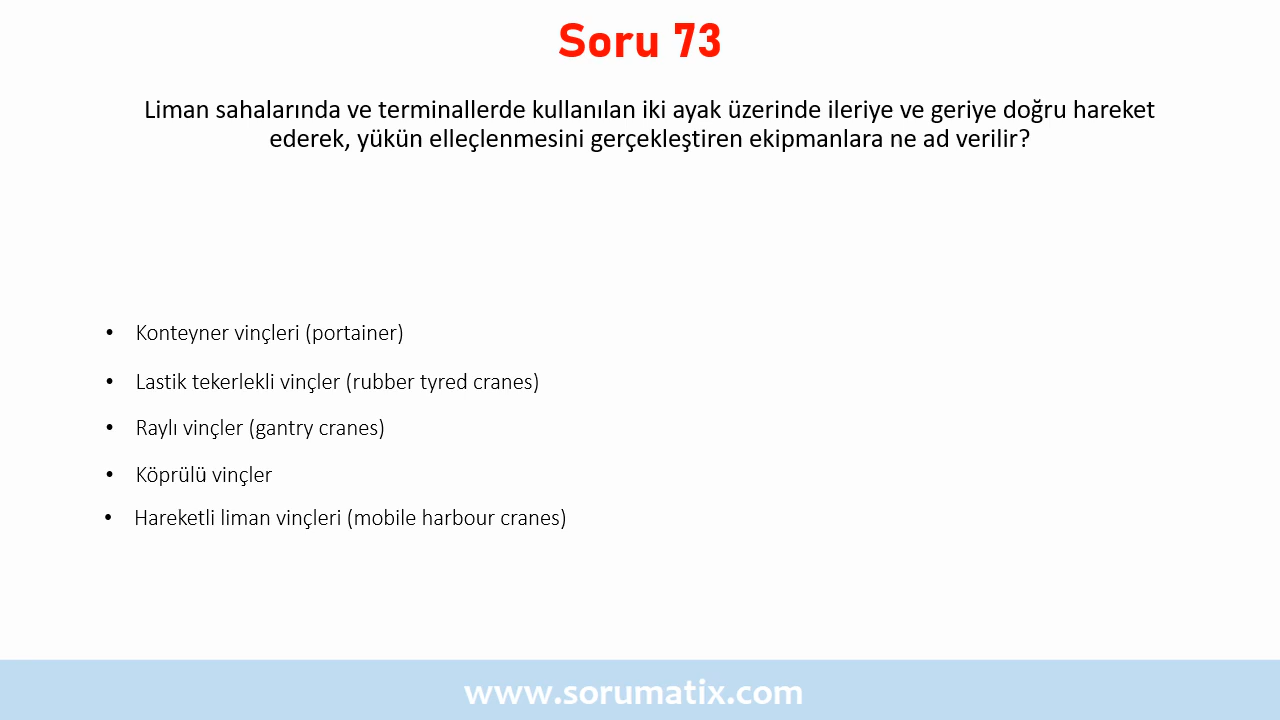 Soru 73
Liman sahalarında ve terminallerde kullanılan iki ayak üzerinde ileriye ve geriye doğru hareket
ederek, yükün elleçlenmesini gerçekleştiren ekipmanlara ne ad verilir?
• Konteyner vinçleri (portainer)
• Lastik tekerlekli vinçler (rubber tyred cranes)
• Raylı vinçler (gantry cranes)
• Köprülü vinçler
• Hareketli liman vinçleri (mobile harbour cranes)
www.sorumatix.com